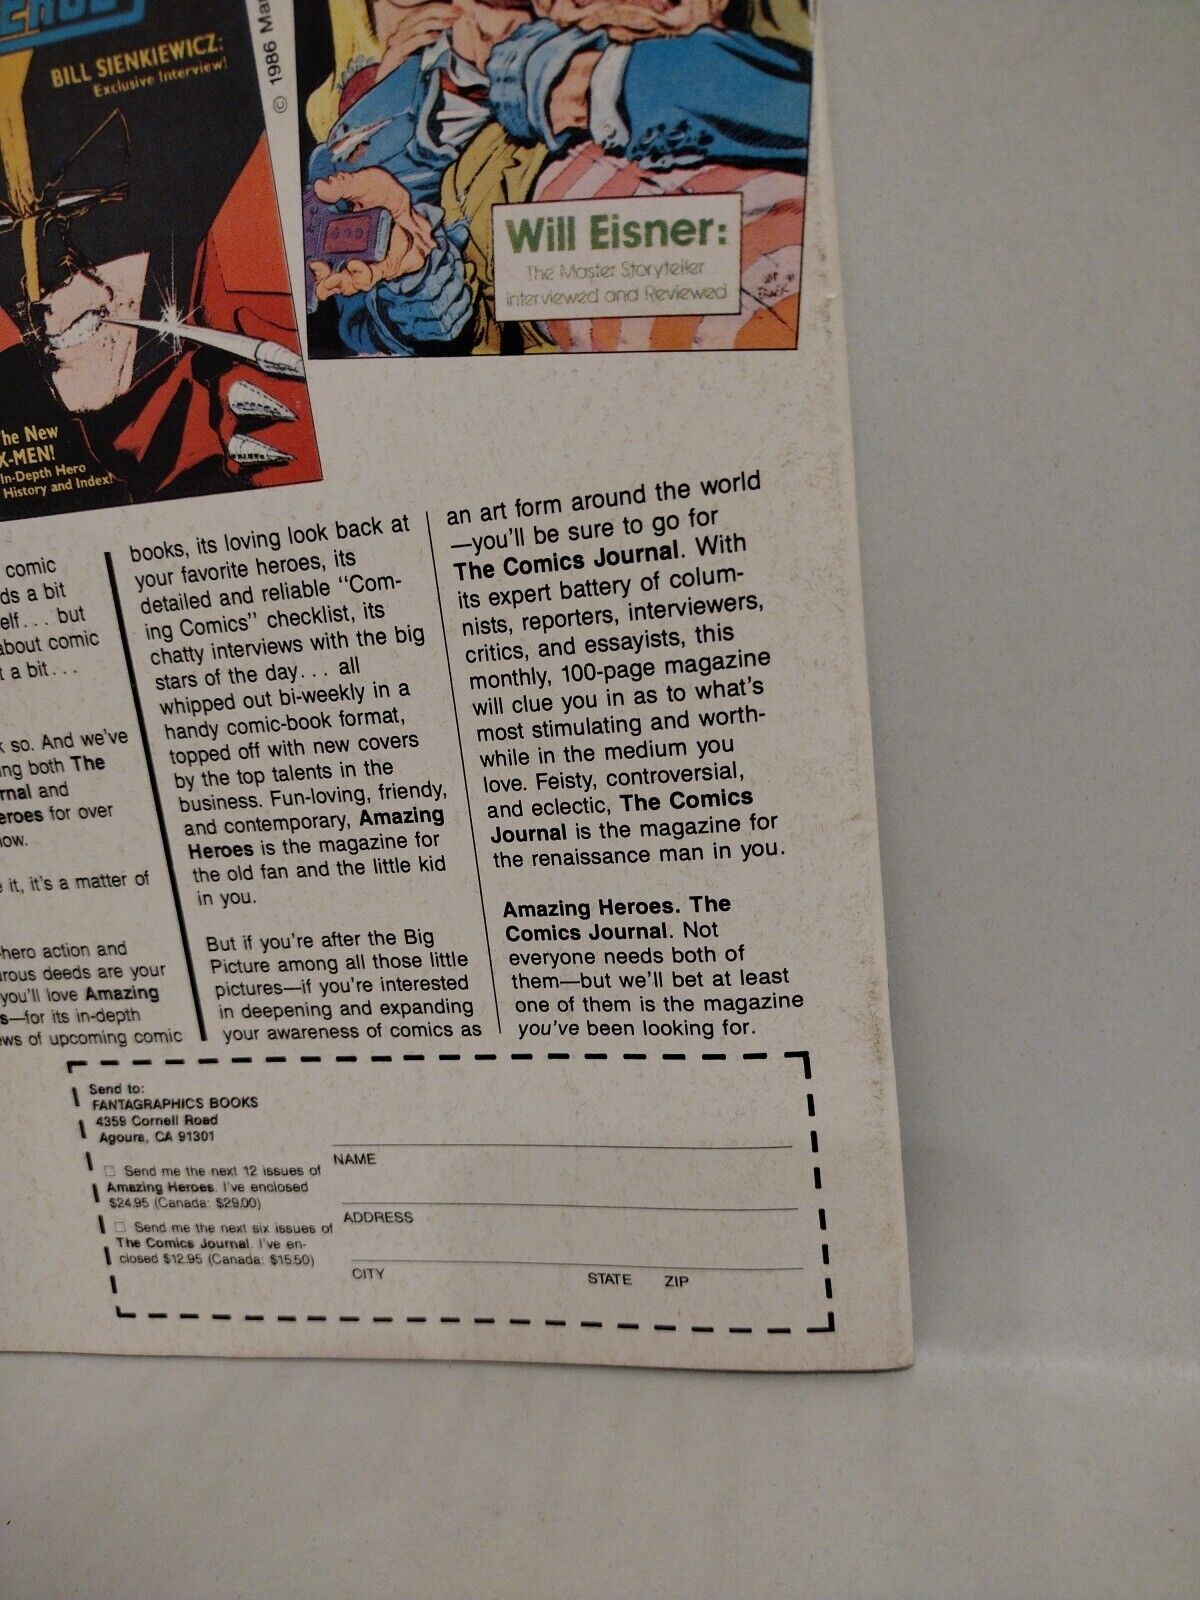 BILL SIENKIEWICZ:
Exclusive Interview!
© 1986 Mar
Will Eisner:
The Master Storyteller
Interviewed and Reviewed
he New
X-MEN!
In-Depth Hero
History and Index!
comic
ds a bit
elf... but
about comic
t a bit...
k so. And we've
ng both The
rnal and
eroes for over
ow.
e it, it's a matter of
-hero action and
urous deeds are your
you'll love Amazing
s—for its in-depth
ews of upcoming comic
books, its loving look back at
your favorite heroes, its
detailed and reliable "Com-
ing Comics" checklist, its
chatty interviews with the big
stars of the day... all
whipped out bi-weekly in a
handy comic-book format,
topped off with new covers
by the top talents in the
business. Fun-loving, friendy,
and contemporary, Amazing
Heroes is the magazine for
the old fan and the little kid
in you.
But if you're after the Big
Picture among all those little
pictures—if you're interested
in deepening and expanding
your awareness of comics as
an art form around the world
—you'll be sure to go for
The Comics Journal. With
its expert battery of colum-
nists, reporters, interviewers,
critics, and essayists, this
monthly, 100-page magazine
will clue you in as to what's
most stimulating and worth-
while in the medium you
love. Feisty, controversial,
and eclectic, The Comics
Journal is the magazine for
the renaissance man in you.
Amazing Heroes. The
Comics Journal. Not
everyone needs both of
them—but we'll bet at least
one of them is the magazine
you've been looking for.
Send to:
FANTAGRAPHICS BOOKS
4359 Cornell Road
Agoura, CA 91301
Send me the next 12 issues of
Amazing Heroes. I've enclosed
$24.95 (Canada: $29.00)
Send me the next six issues of
The Comics Journal. I've en-
closed $12.95 (Canada: $15.50)
NAME
ADDRESS
CITY STATE ZIP